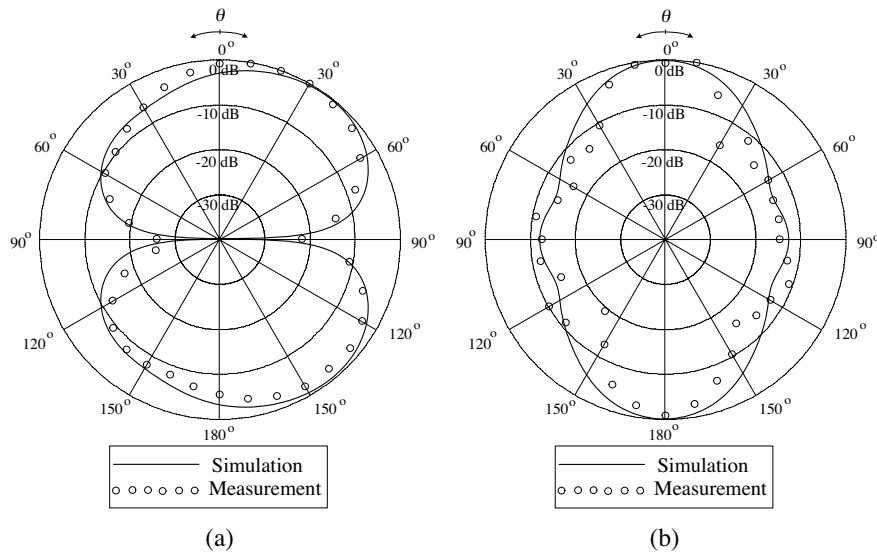 θ
0°
0 dB
30°
30°
-10 dB
60°
60°
-20 dB
-30 dB
90°
90°
120°
120°
150°
150°
180°
Simulation
Measurement
(a)
θ
0°
0 dB
30°
30°
-10 dB
60°
60°
-20 dB
-30 dB
90°
90°
120°
120°
150°
150°
180°
Simulation
Measurement
(b)